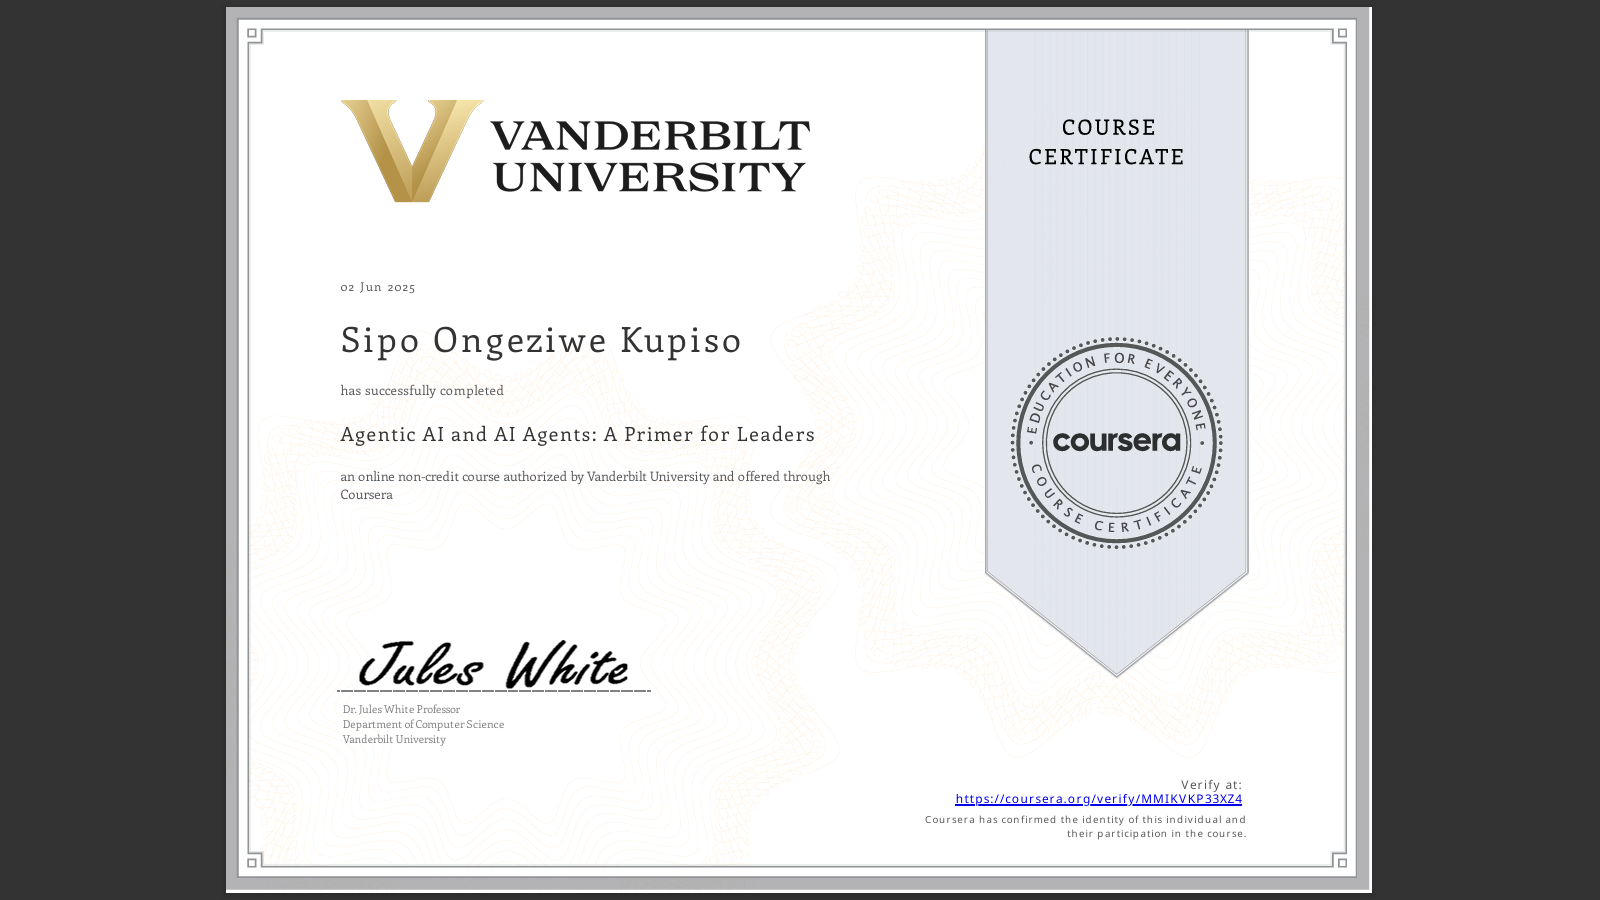 VANDERBILT
UNIVERSITY
COURSE
CERTIFICATE
02 Jun 2025
Sipo Ongeziwe Kupiso
has successfully completed
Agentic AI and AI Agents: A Primer for Leaders
an online non-credit course authorized by Vanderbilt University and offered through
Coursera
EDUCATION FOR EVERYONE
coursera
COURSE CERTIFICATE
Jules White
Dr. Jules White Professor
Department of Computer Science
Vanderbilt University
Verify at:
https://coursera.org/verify/MMIKVKP33XZ4
Coursera has confirmed the identity of this individual and
their participation in the course.